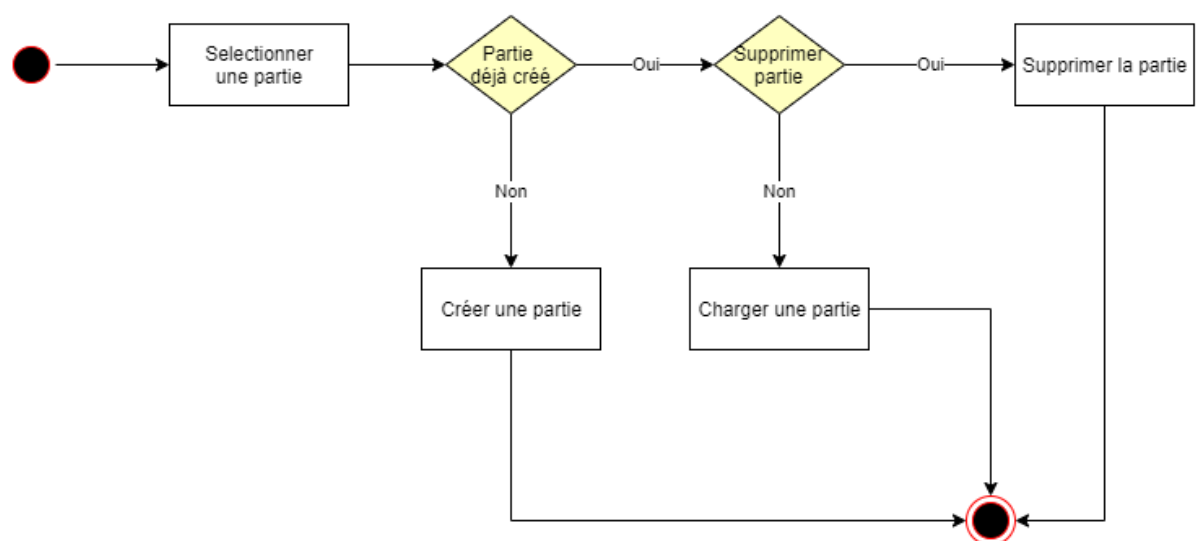 Selectionner
une partie
Partie
déjà créé
Oui
Supprimer
partie
Oui
Supprimer la partie
Non
Non
Créer une partie
Charger une partie